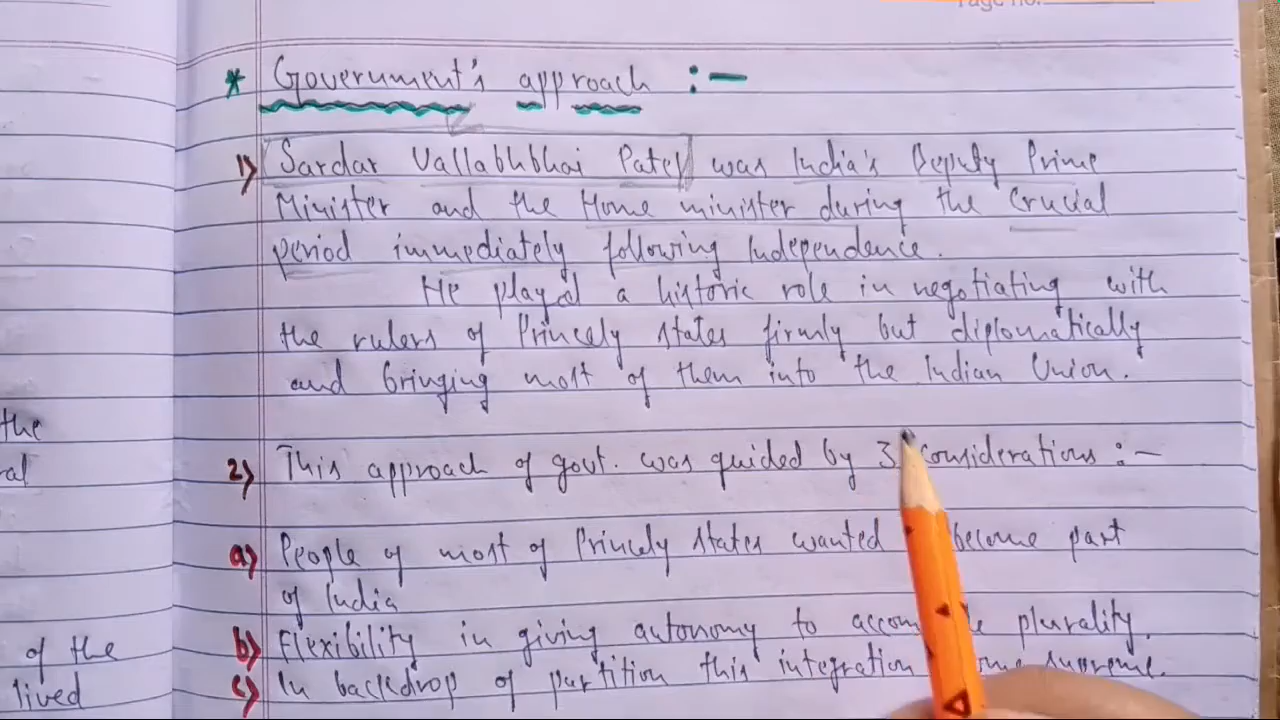 Page no.
* Government's approach :-
1) Sardar Vallabhbhai Patel was India's Deputy Prime
Minister and the Home minister during the crucial
period immediately following Independence.
He played a historic role in negotiating with
the rulers of Princely states firmly but diplomatically
and bringing most of them into the Indian Union.
the
2) This approach of govt. was guided by 3 considerations :-
ral
a) People of most of Princely states wanted become part
of India
b) Flexibility in giving autonomy to plurality.
of the
c) In backdrop of partition this integration supreme.
lived